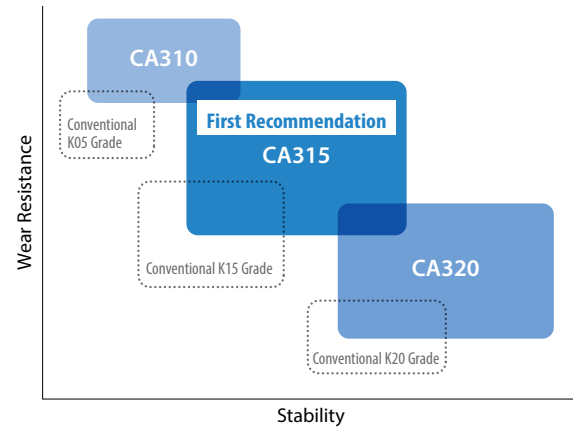 CA310
Conventional
K05 Grade
First Recommendation
CA315
Conventional K15 Grade
CA320
Conventional K20 Grade
Wear Resistance
Stability